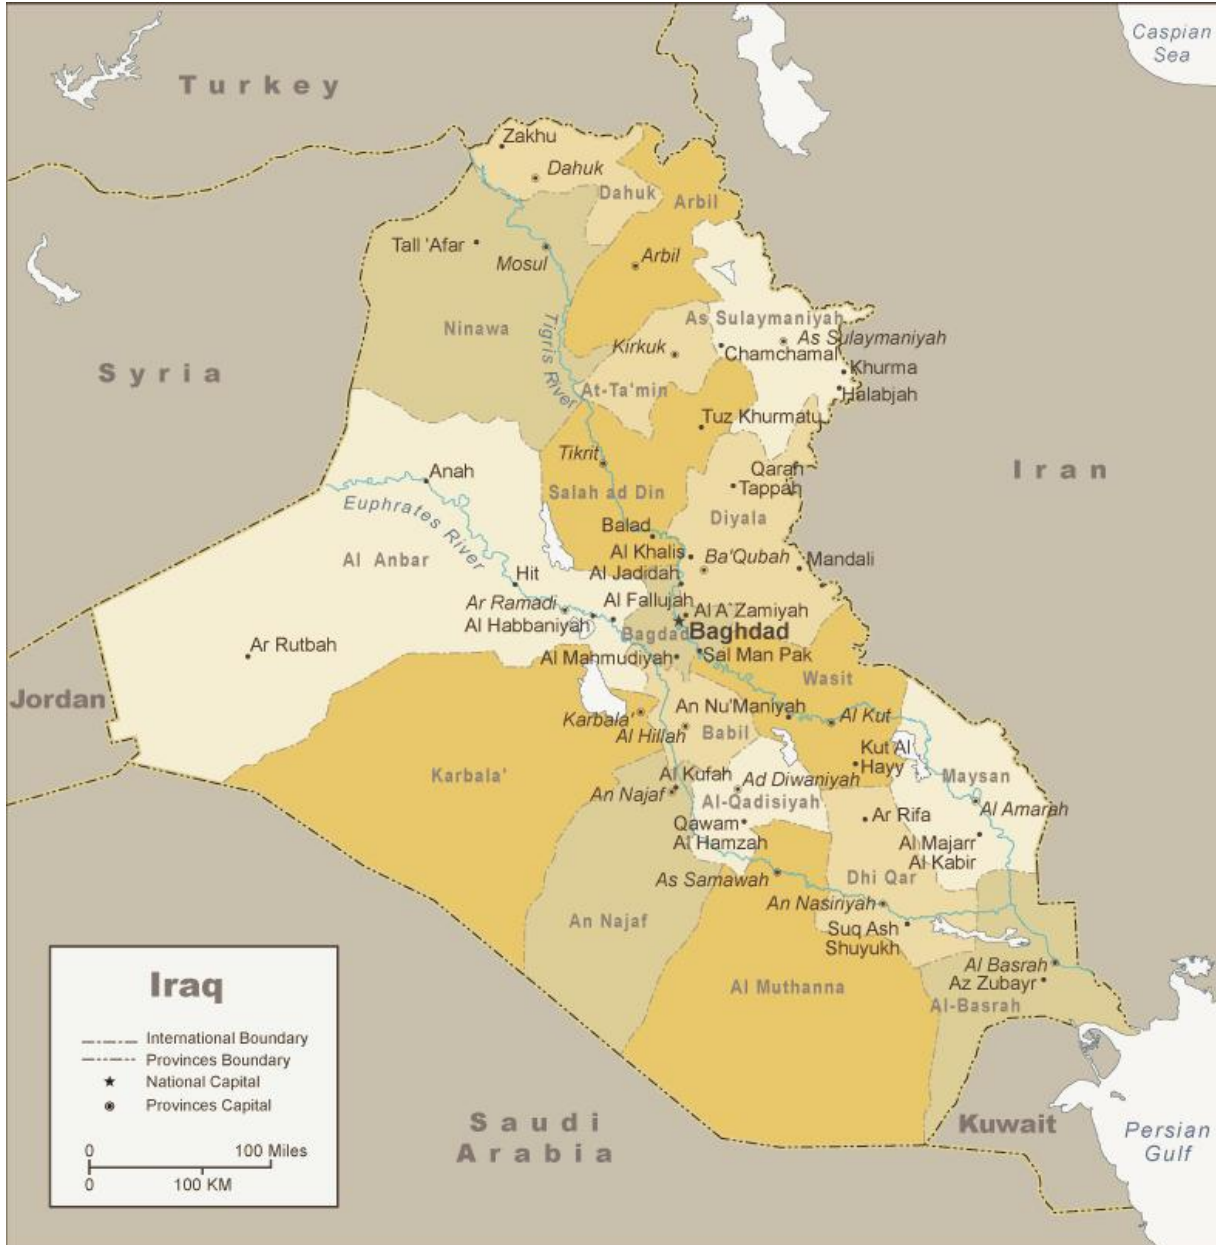 Caspian
Sea
Turkey
Zakhu
Dahuk
Dahuk
Arbil
Tall 'Afar
Mosul
Arbil
Ninawa
Tigris River
As Sulaymaniyah
As Sulaymaniyah
Kirkuk
Chamchamal
Syria
Khurma
At-Ta'min
Halabjah
Tuz Khurmatu
Tikrit
Iran
Anah
Qarah
Tappah
Salah ad Din
Euphrates River
Diyala
Balad
Al Anbar
Al Khalis
Ba'Qubah
Mandali
Hit
Al Jadidah
Ar Ramadi
Al Fallujah
Al A`Zamiyah
Al Habbaniyah
Bagdad
Baghdad
Ar Rutbah
Al Mahmudiyah
Sal Man Pak
Wasit
Jordan
An Nu'Maniyah
Karbala'
Al Kut
Al Hillah
Babil
Kut Al
Hayy
Karbala'
Al Kufah
Ad Diwaniyah
Maysan
An Najaf
Al-Qadisiyah
Al Amarah
Qawam
Al Hamzah
Ar Rifa
Al Majarr
Al Kabir
As Samawah
Dhi Qar
An Nasiriyah
An Najaf
Suq Ash
Shuyukh
Al Basrah
Az Zubayr
Al Muthanna
Al-Basrah
Iraq
International Boundary
Provinces Boundary
National Capital
Provinces Capital
0
100 Miles
0
100 KM
Saudi
Arabia
Kuwait
Persian
Gulf